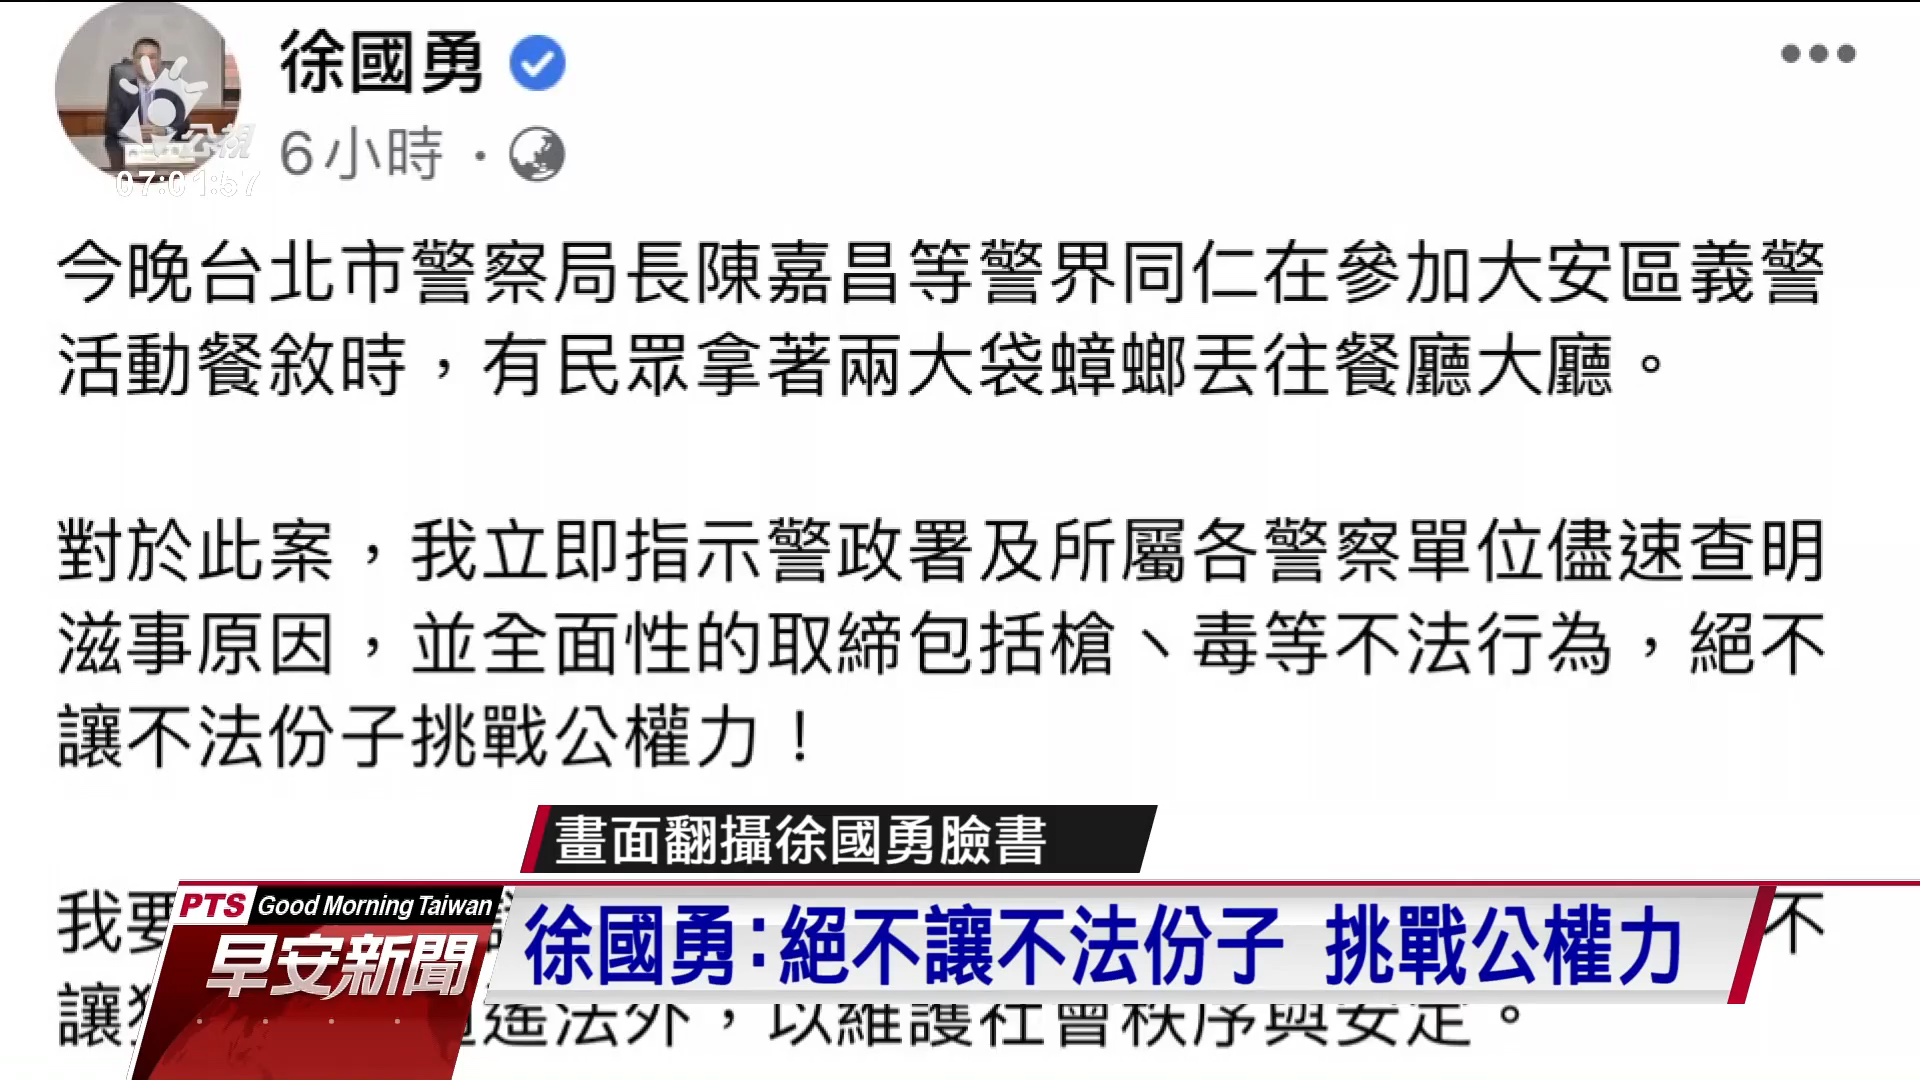 徐國勇
6小時
公視
07:01:57
今晚台北市警察局長陳嘉昌等警界同仁在參加大安區義警
活動餐敘時，有民眾拿著兩大袋蟑螂丟往餐廳大廳。
對於此案，我立即指示警政署及所屬各警察單位儘速查明
滋事原因，並全面性的取締包括槍、毒等不法行為，絕不
讓不法份子挑戰公權力！
畫面翻攝徐國勇臉書
PTS Good Morning Taiwan
早安新聞
徐國勇:絕不讓不法份子 挑戰公權力
我要 不
讓 遙法外，以維護社會秩序與安定。